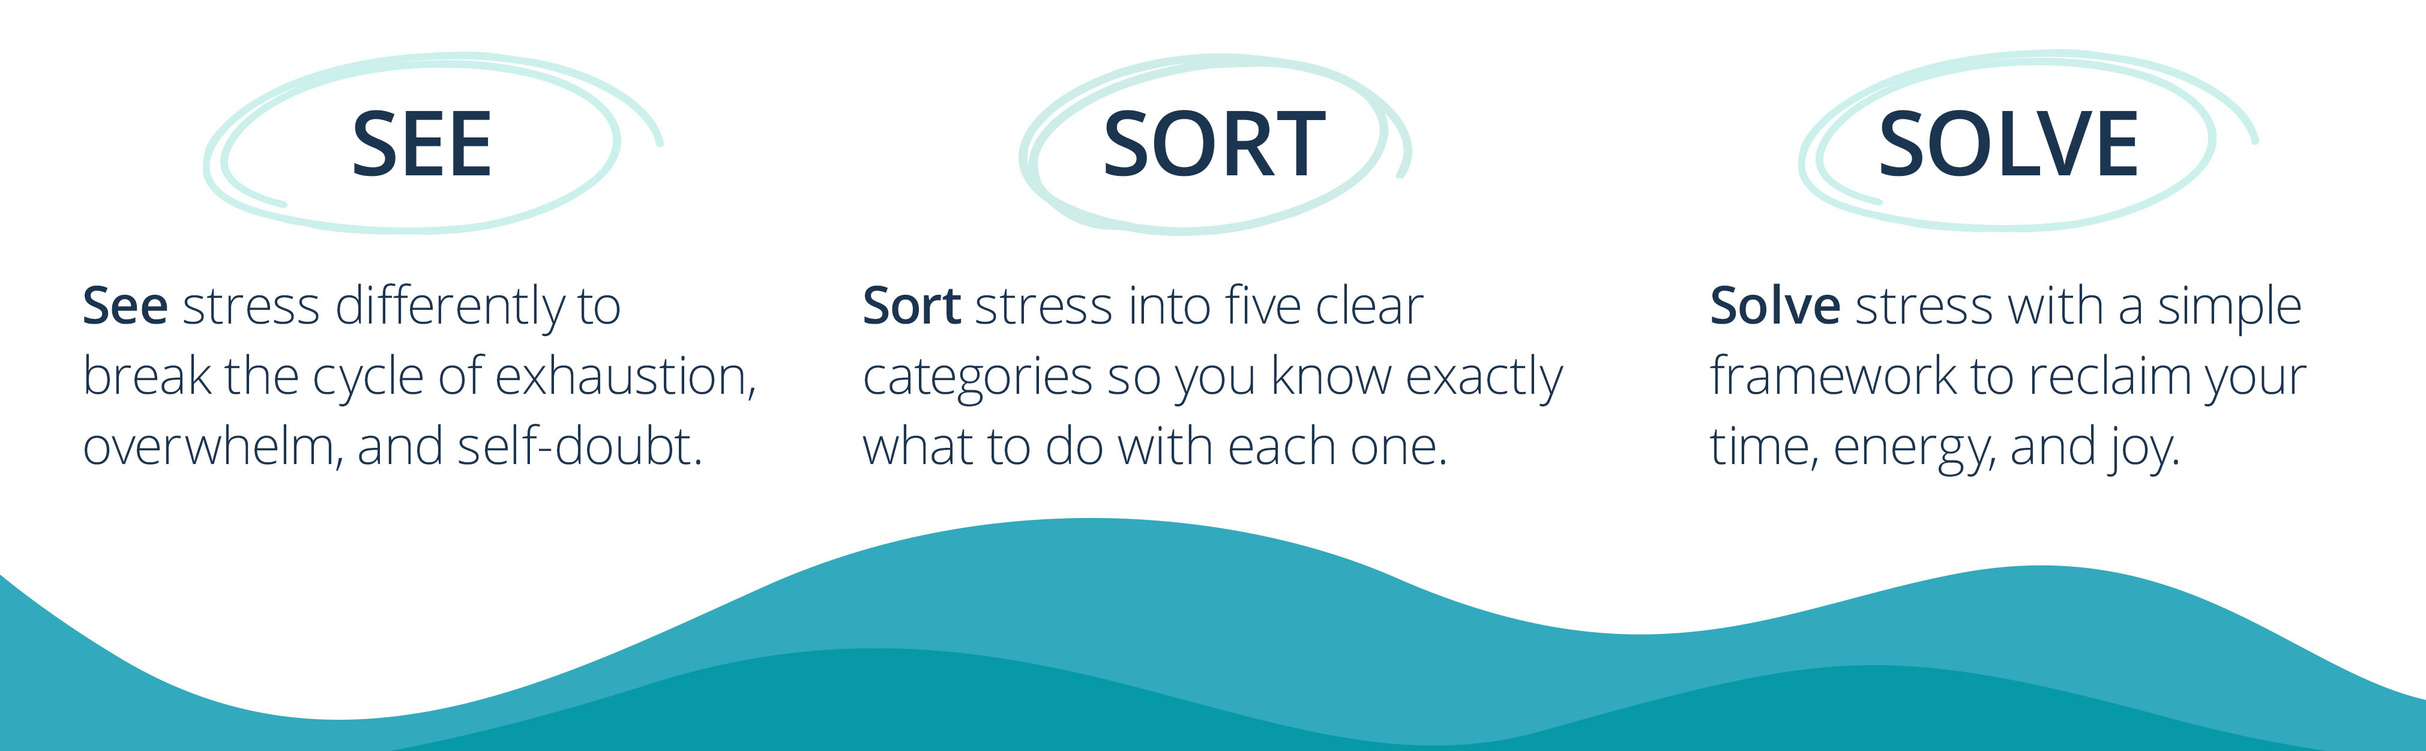 SEE
See stress differently to
break the cycle of exhaustion,
overwhelm, and self-doubt.
SORT
Sort stress into five clear
categories so you know exactly
what to do with each one.
SOLVE
Solve stress with a simple
framework to reclaim your
time, energy, and joy.